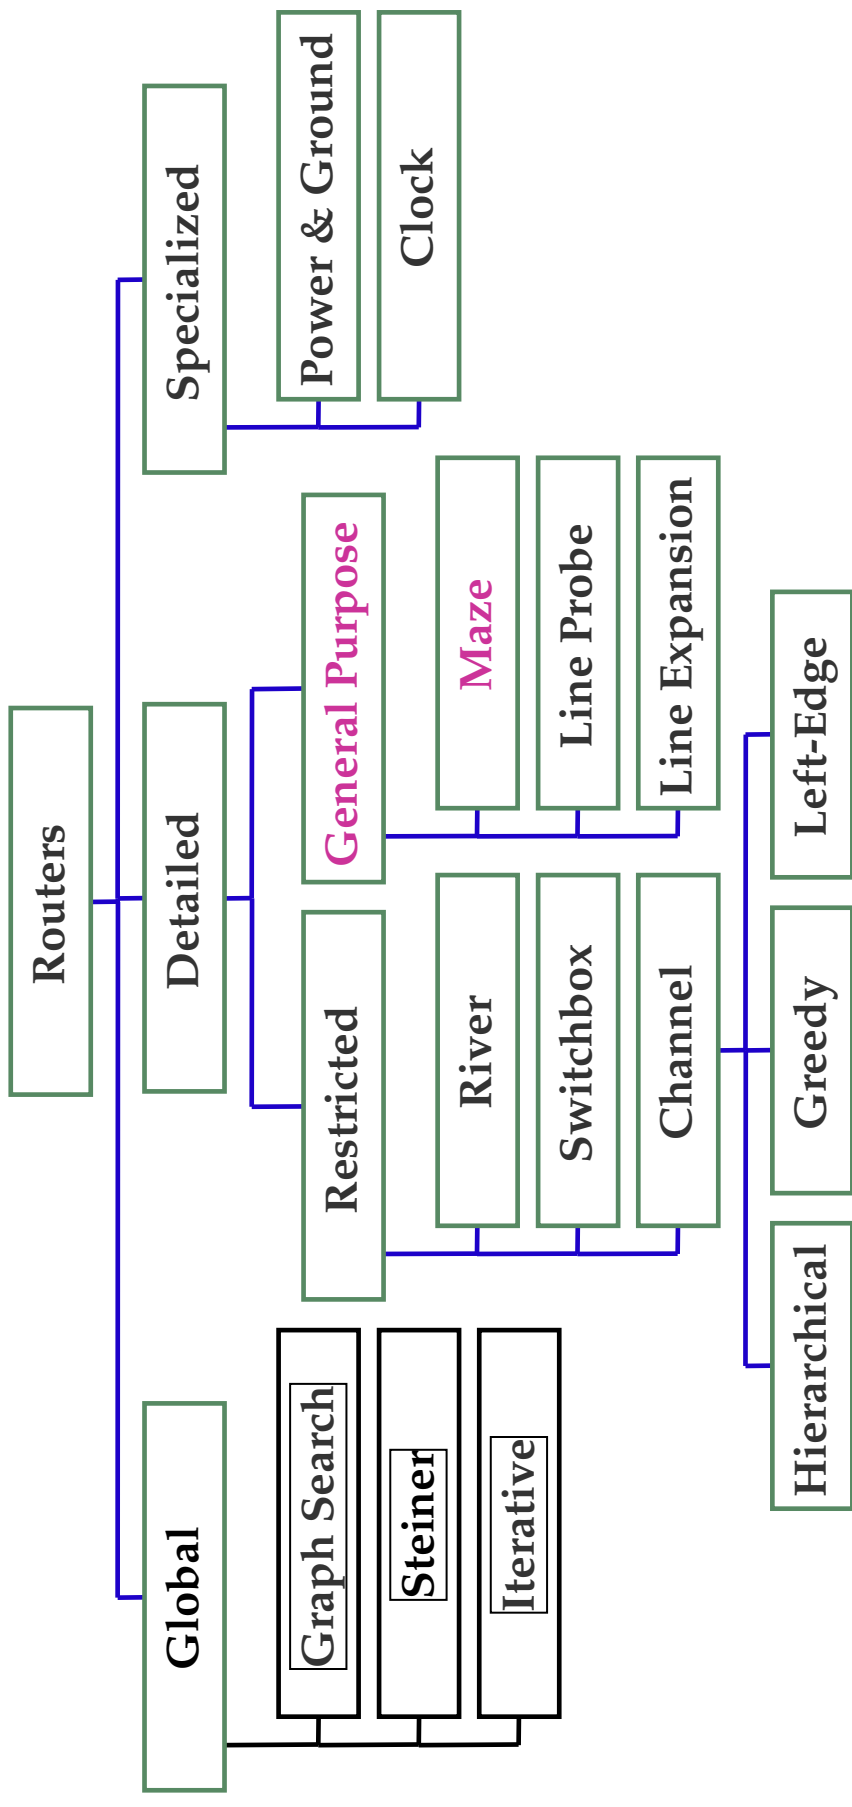 Routers
Global
Detailed
Specialized
Graph Search
Steiner
Iterative
Restricted
General Purpose
Power & Ground
Clock
River
Switchbox
Channel
Maze
Line Probe
Line Expansion
Hierarchical
Greedy
Left-Edge